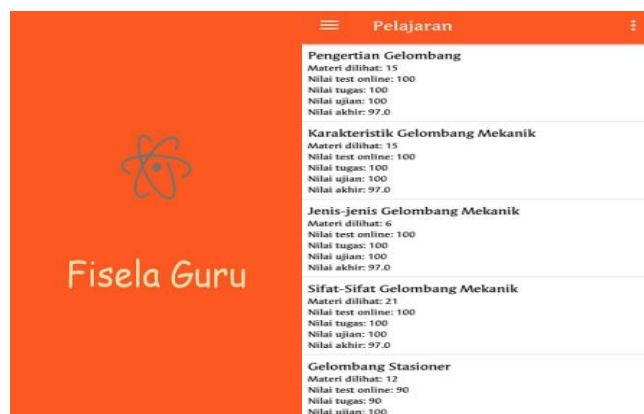 Fisela Guru
Pelajaran
Pengertian Gelombang
Materi dilihat: 15
Nilai test online: 100
Nilai tugas: 100
Nilai ujian: 100
Nilai akhir: 97.0
Karakteristik Gelombang Mekanik
Materi dilihat: 15
Nilai test online: 100
Nilai tugas: 100
Nilai ujian: 100
Nilai akhir: 97.0
Jenis-jenis Gelombang Mekanik
Materi dilihat: 6
Nilai test online: 100
Nilai tugas: 100
Nilai ujian: 100
Nilai akhir: 97.0
Sifat-Sifat Gelombang Mekanik
Materi dilihat: 21
Nilai test online: 100
Nilai tugas: 100
Nilai ujian: 100
Nilai akhir: 97.0
Gelombang Stasioner
Materi dilihat: 12
Nilai test online: 90
Nilai tugas: 90
Nilai ujian: 100